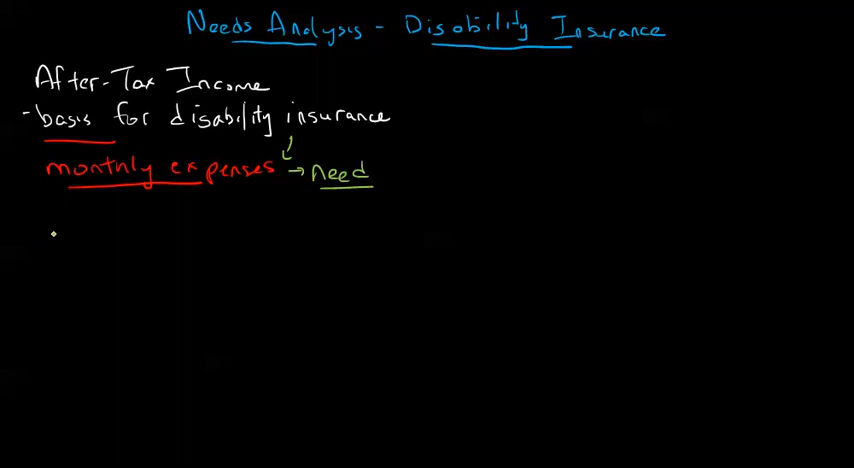 Needs Analysis - Disability Insurance
After-Tax Income
- basis for disability insurance
monthly expenses → need